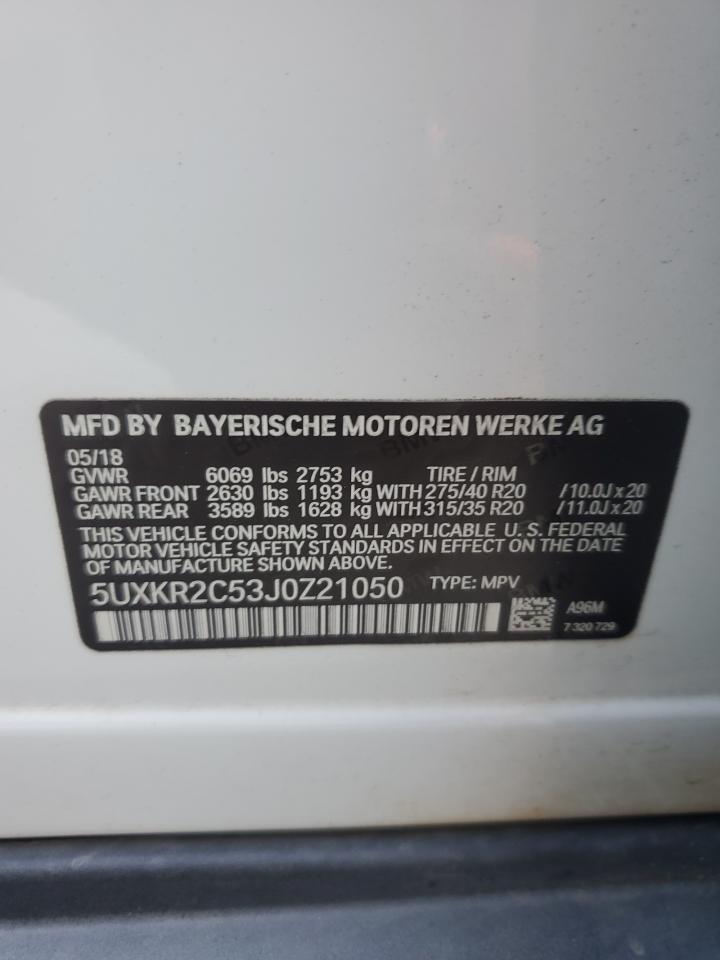 MFD BY BAYERISCHE MOTOREN WERKE AG
05/18
GVWR 6069 lbs 2753 kg TIRE / RIM
GAWR FRONT 2630 lbs 1193 kg WITH 275/40 R20 /10.0J x 20
GAWR REAR 3589 lbs 1628 kg WITH 315/35 R20 /11.0J x 20
THIS VEHICLE CONFORMS TO ALL APPLICABLE U. S. FEDERAL
MOTOR VEHICLE SAFETY STANDARDS IN EFFECT ON THE DATE
OF MANUFACTURE SHOWN ABOVE.
5UXKR2C53J0Z21050 TYPE: MPV
A96M
7 320 729